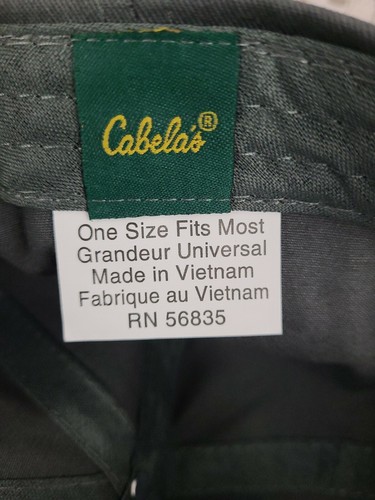 Cabela's®
One Size Fits Most
Grandeur Universal
Made in Vietnam
Fabrique au Vietnam
RN 56835